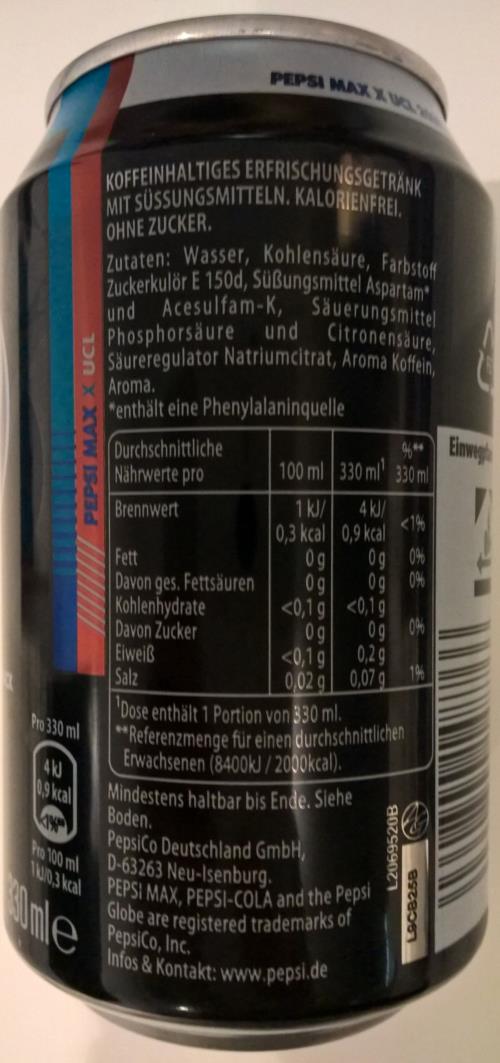 PEPSI MAX X UCL
KOFFEINHALTIGES ERFRISCHUNGSGETRÄNK
MIT SÜSSUNGSMITTELN. KALORIENFREI.
OHNE ZUCKER.
Zutaten: Wasser, Kohlensäure, Farbstoff
Zuckerkulör E 150d, Süßungsmittel Aspartam*
und Acesulfam-K, Säuerungsmittel
Phosphorsäure und Citronensäure,
Säureregulator Natriumcitrat, Aroma Koffein,
Aroma.
*enthält eine Phenylalaninquelle
PEPSI MAX X UCL
Durchschnittliche %**
Nährwerte pro 100 ml 330 ml¹ 330 ml
Brennwert 1 kJ/ 4 kJ/ <1%
0,3 kcal 0,9 kcal
Fett 0 g 0 g 0%
Davon ges. Fettsäuren 0 g 0 g 0%
Kohlenhydrate <0,1 g <0,1 g
Davon Zucker 0 g 0 g 0%
Eiweiß <0,1 g 0,2 g
Salz 0,02 g 0,07 g 1%
¹Dose enthält 1 Portion von 330 ml.
**Referenzmenge für einen durchschnittlichen
Erwachsenen (8400kJ / 2000kcal).
Mindestens haltbar bis Ende. Siehe
Boden.
PepsiCo Deutschland GmbH,
D-63263 Neu-Isenburg.
PEPSI MAX, PEPSI-COLA and the Pepsi
Globe are registered trademarks of
PepsiCo, Inc.
Infos & Kontakt: www.pepsi.de
Pro 330 ml
4 kJ
0,9 kcal
<1%**
Pro 100 ml
1 kJ/0,3 kcal
330 ml e
L2069520B
L8C825B